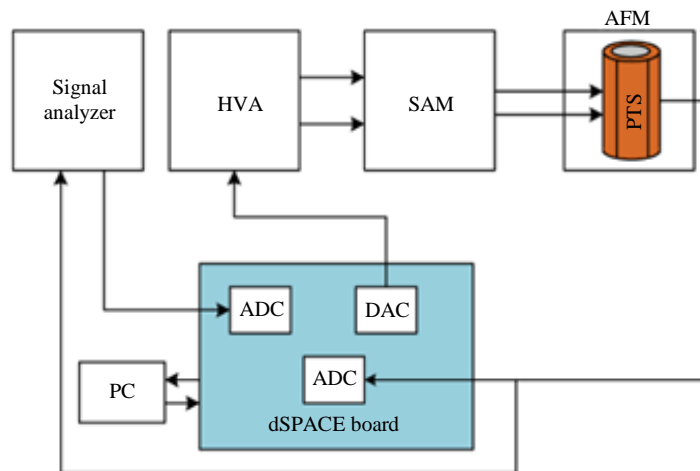 AFM
Signal
analyzer
HVA
SAM
PTS
ADC
DAC
ADC
PC
dSPACE board